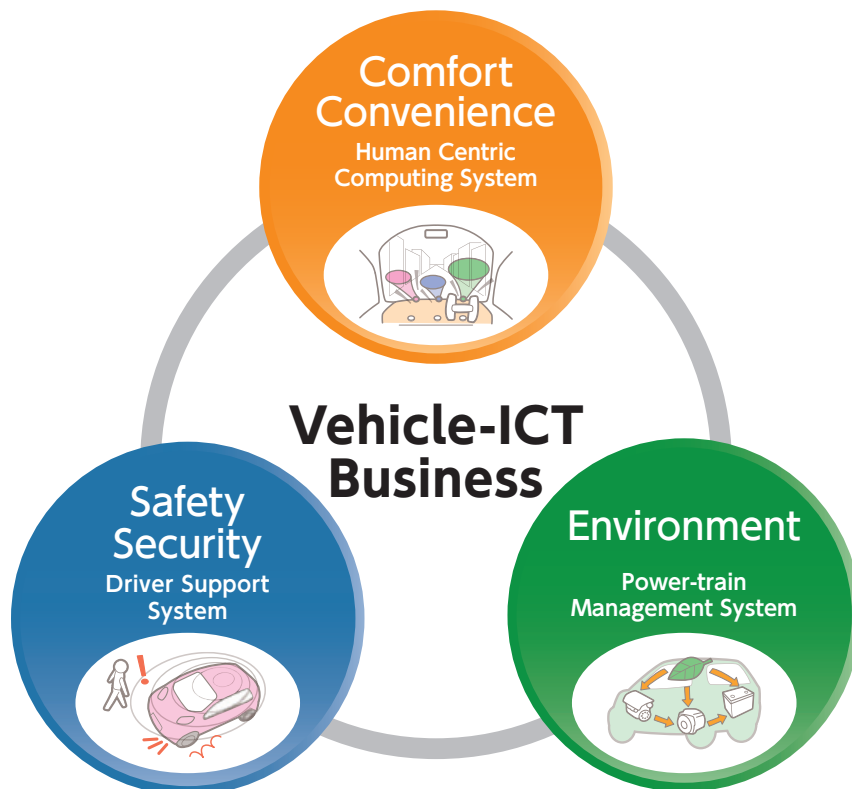 Comfort
Convenience
Human Centric
Computing System
Vehicle-ICT
Business
Safety
Security
Driver Support
System
Environment
Power-train
Management System